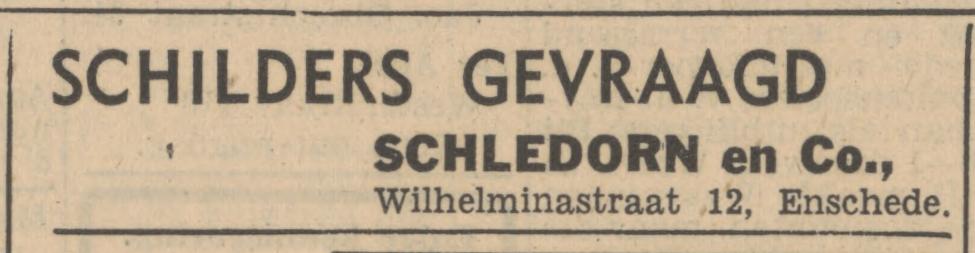 SCHILDERS GEVRAAGD
SCHLEDORN en Co.,
Wilhelminastraat 12, Enschede.